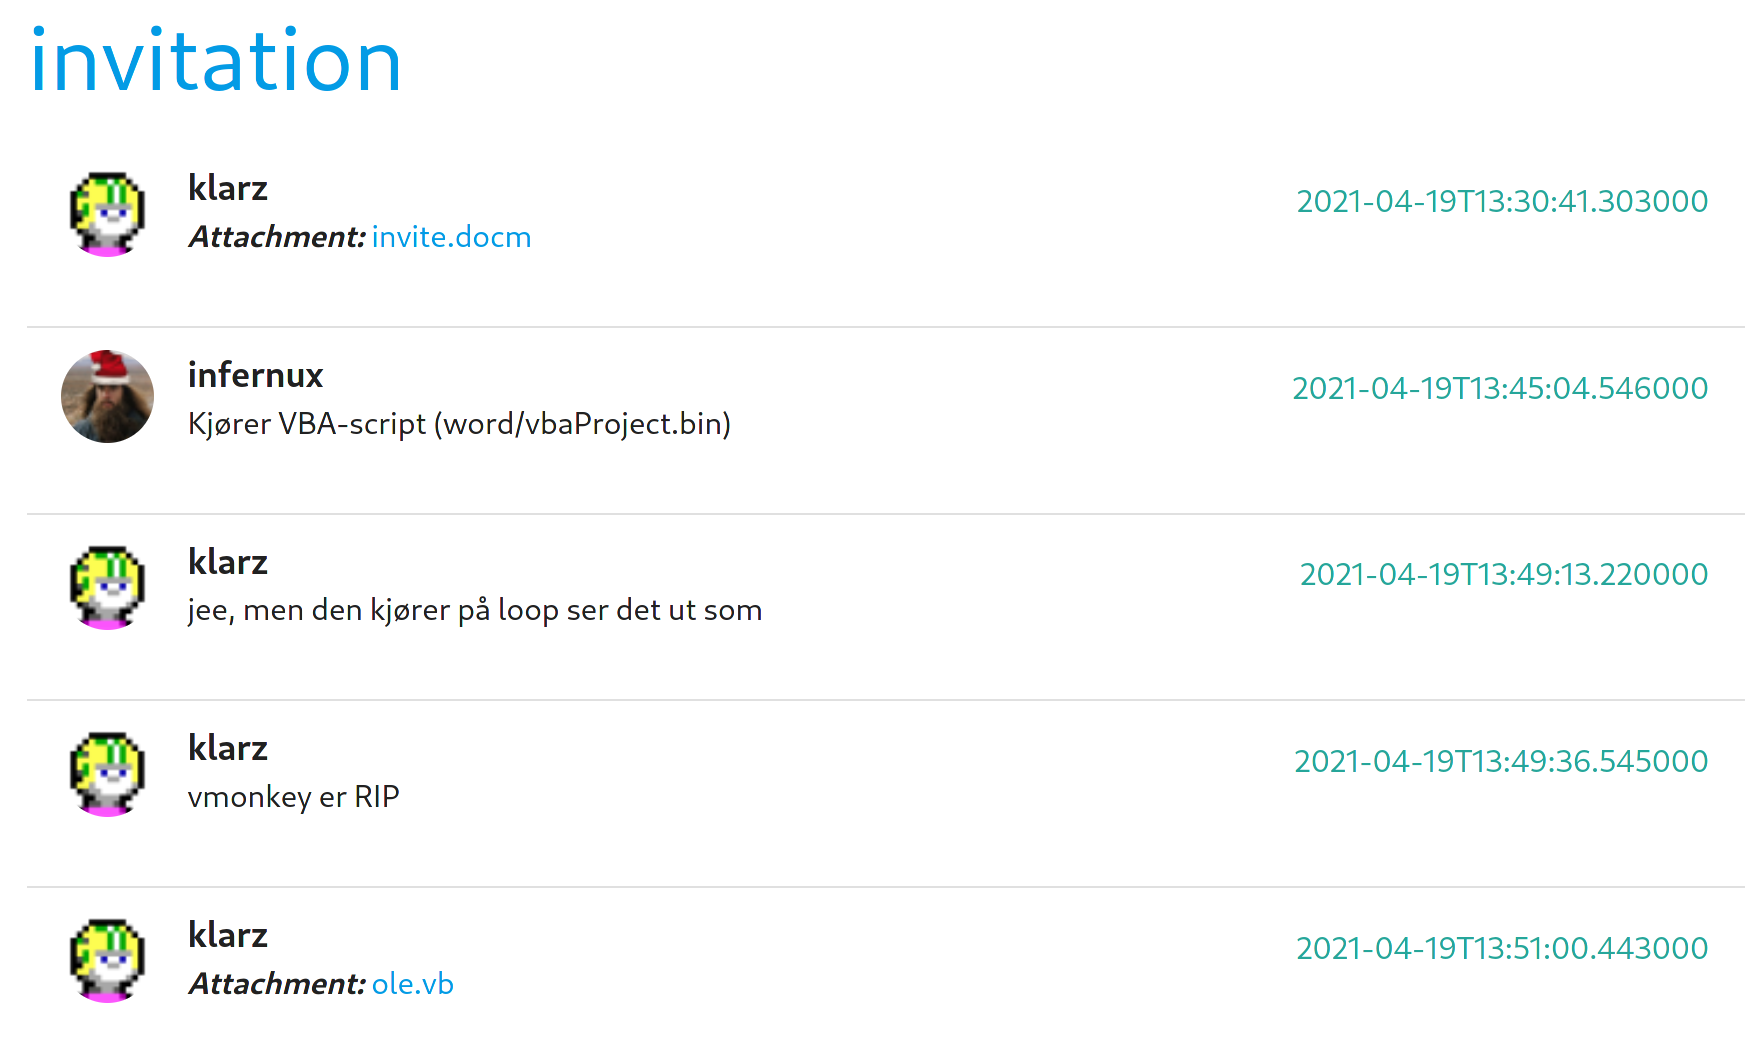 invitation
klarz
2021-04-19T13:30:41.303000
Attachment: invite.docm
infernux
2021-04-19T13:45:04.546000
Kjører VBA-script (word/vbaProject.bin)
klarz
2021-04-19T13:49:13.220000
jee, men den kjører på loop ser det ut som
klarz
2021-04-19T13:49:36.545000
vmonkey er RIP
klarz
2021-04-19T13:51:00.443000
Attachment: ole.vb